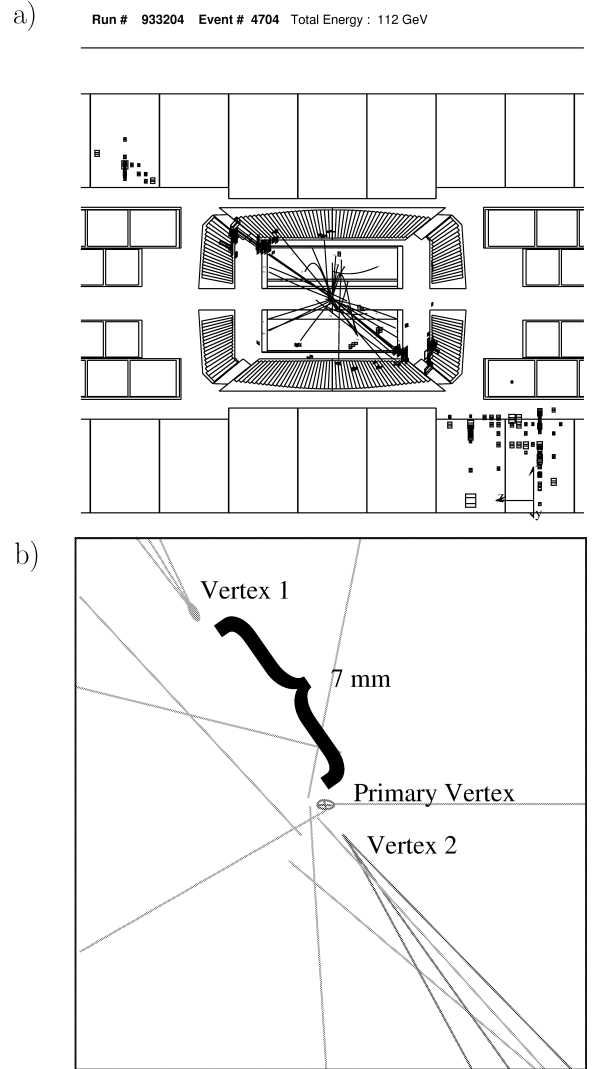 a)
Run # 933204 Event # 4704 Total Energy : 112 GeV
z
y
b)
Vertex 1
7 mm
Primary Vertex
Vertex 2